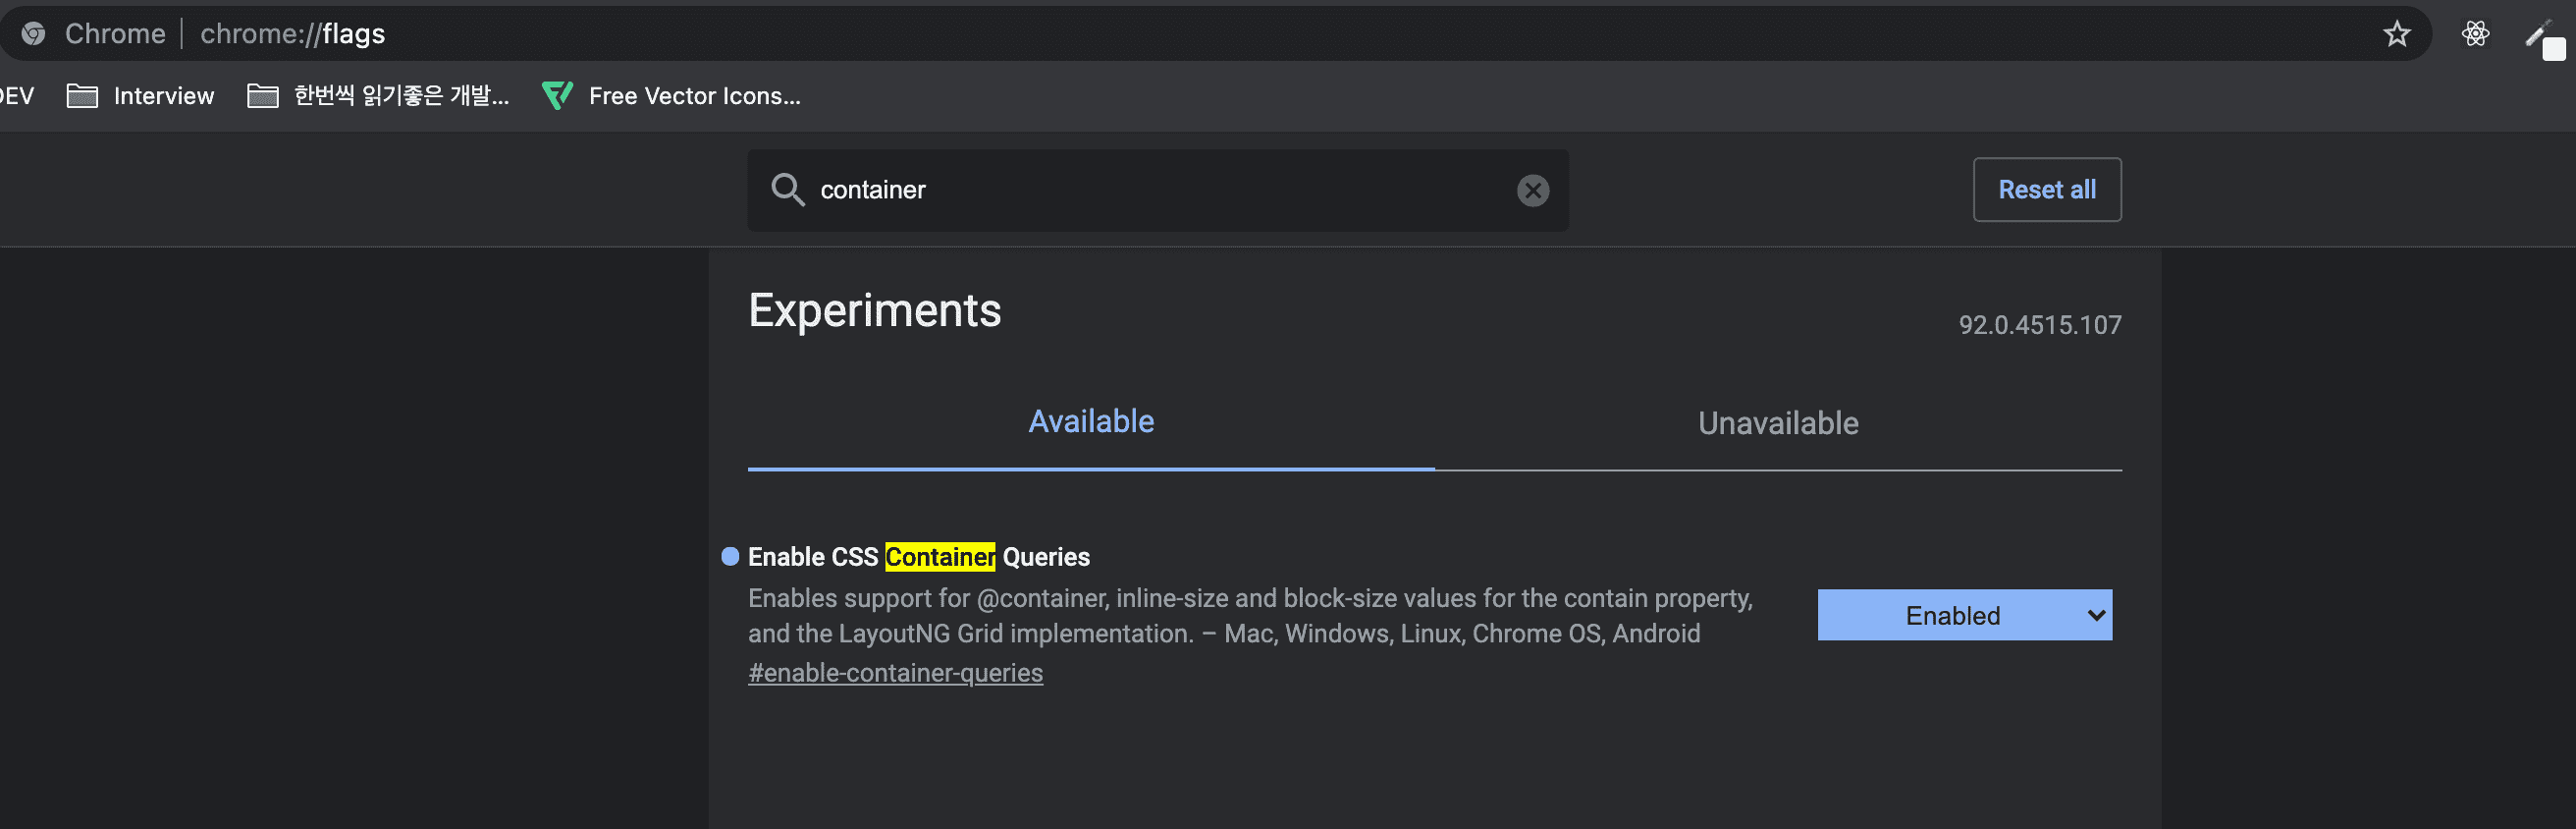 Chrome | chrome://flags
DEV Interview 한번씩 읽기좋은 개발... Free Vector Icons...
container Reset all
Experiments
92.0.4515.107
Available Unavailable
Enable CSS Container Queries
Enables support for @container, inline-size and block-size values for the contain property,
and the LayoutNG Grid implementation. – Mac, Windows, Linux, Chrome OS, Android
Enabled
#enable-container-queries